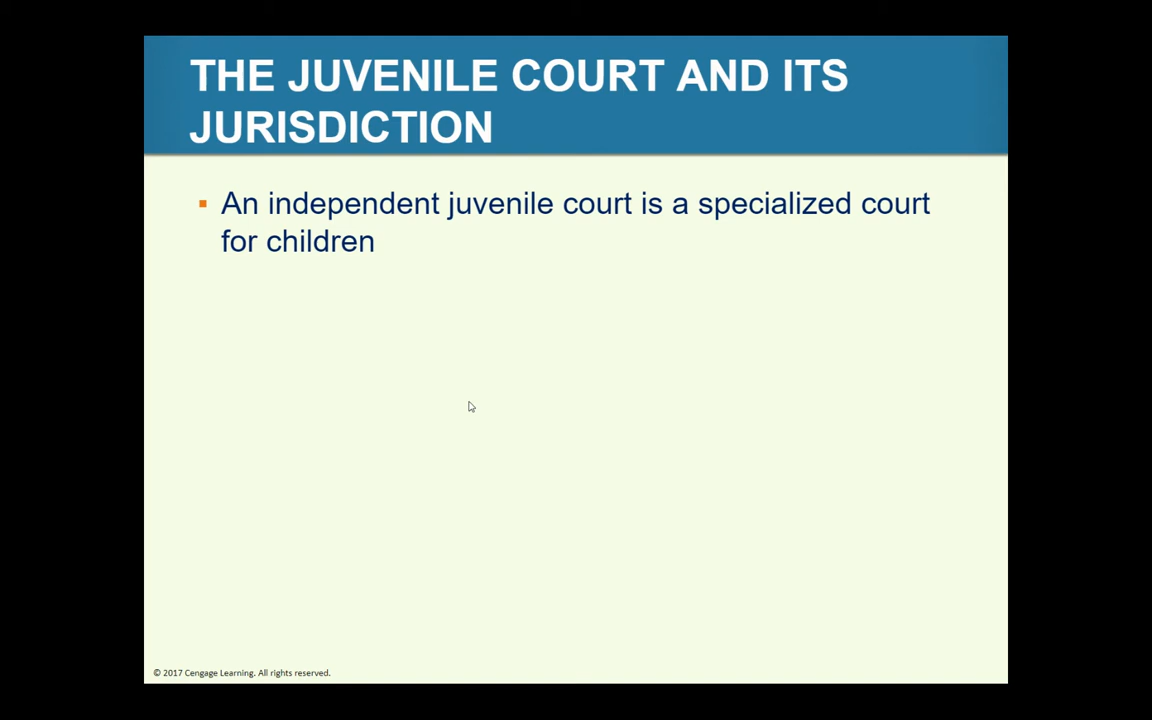 THE JUVENILE COURT AND ITS
JURISDICTION
▪ An independent juvenile court is a specialized court
for children
© 2017 Cengage Learning. All rights reserved.